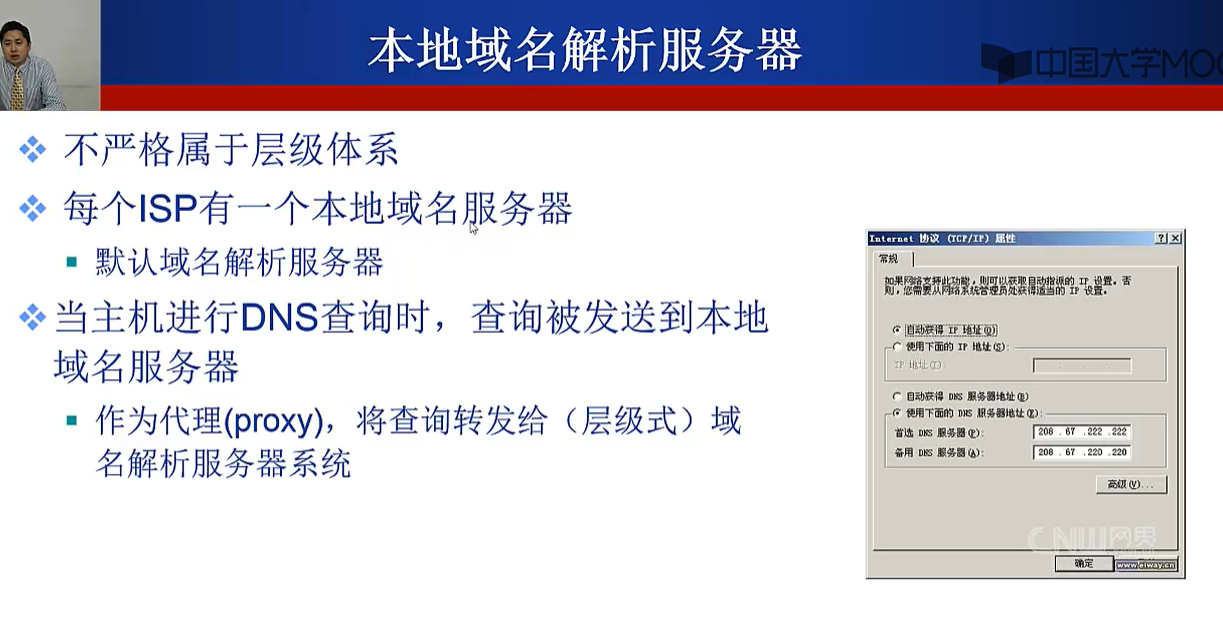 本地域名解析服务器
中国大学MOO
不严格属于层级体系
每个ISP有一个本地域名服务器
默认域名解析服务器
当主机进行DNS查询时，查询被发送到本地
域名服务器
作为代理(proxy)，将查询转发给（层级式）域
名解析服务器系统
Internet 协议 (TCP/IP) 属性
常规
如果网络支持此功能，则可以获取自动指派的 IP 设置。否
则，您需要从网络系统管理员处获得适当的 IP 设置。
自动获得 IP 地址(O)
使用下面的 IP 地址(S):
IP 地址(I):
自动获得 DNS 服务器地址(B)
使用下面的 DNS 服务器地址(E):
首选 DNS 服务器(P): 208 . 67 .222 .222
备用 DNS 服务器(A): 208 . 67 .220 .220
高级(V)...
CNW网界
确定
www.eiway.cn